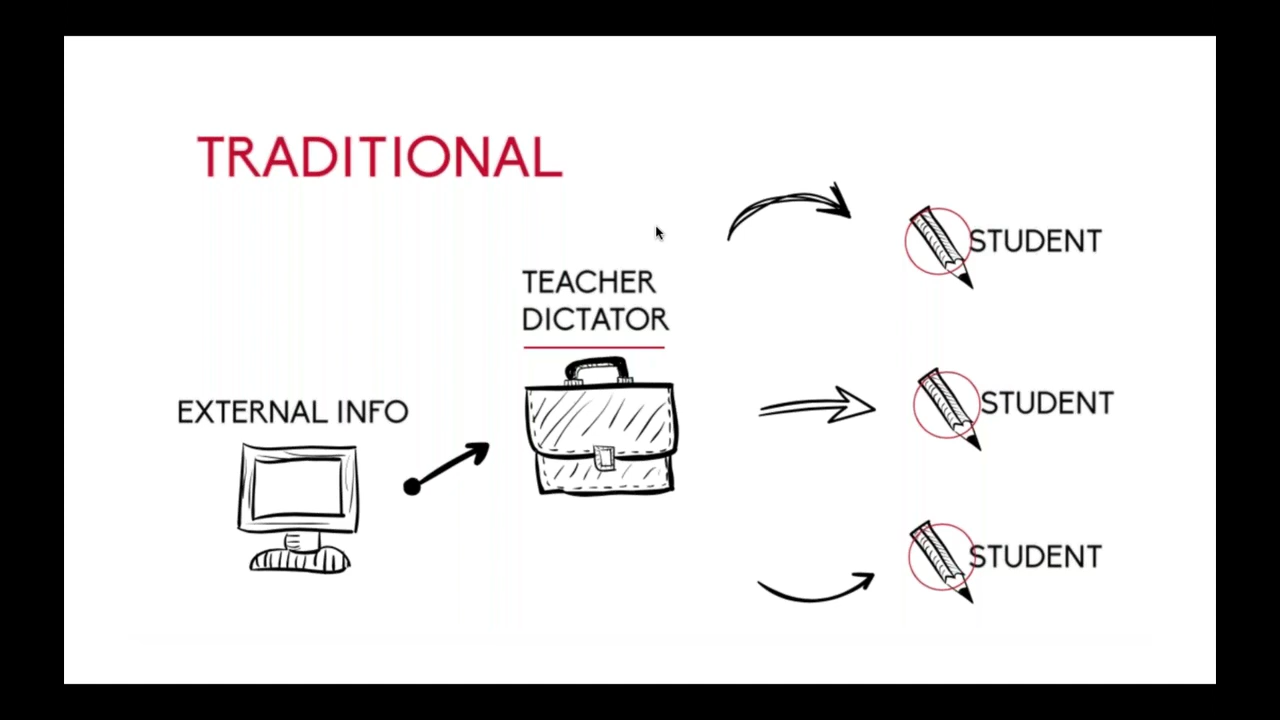 TRADITIONAL
STUDENT
TEACHER
DICTATOR
EXTERNAL INFO
STUDENT
STUDENT